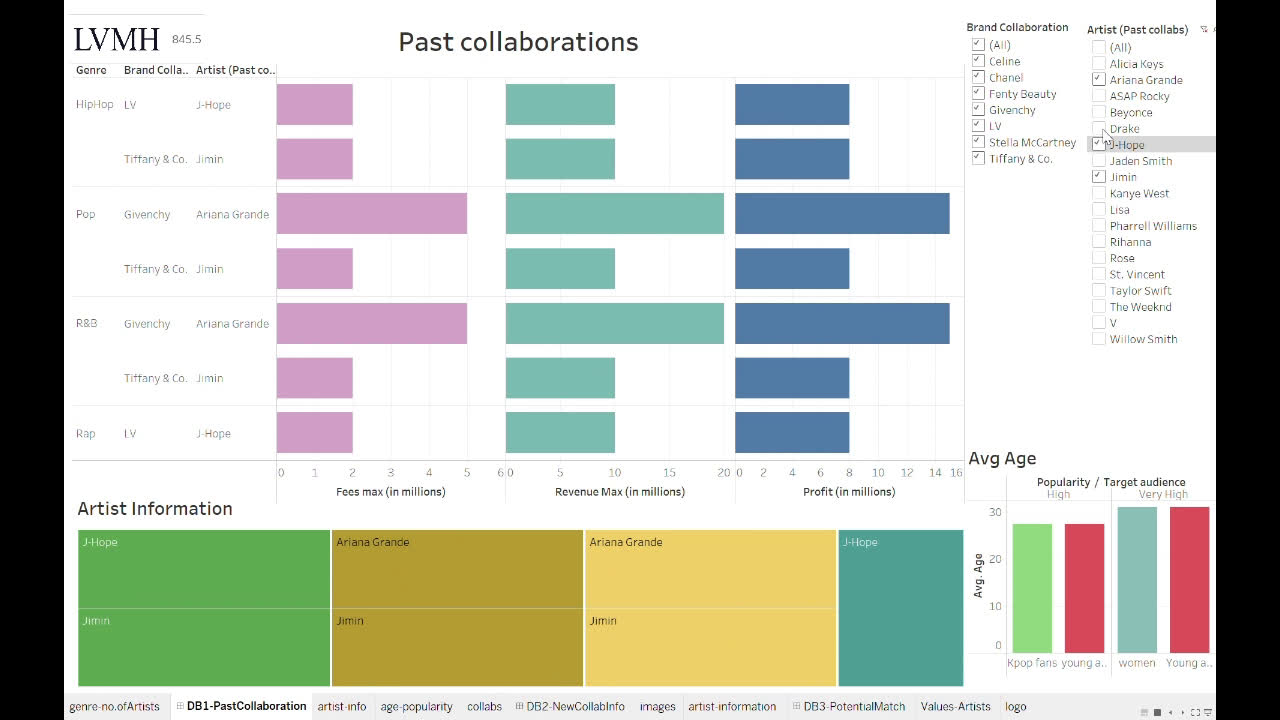 LVMH 845.5
Past collaborations
Genre Brand Colla.. Artist (Past co..
HipHop LV J-Hope
Tiffany & Co. Jimin
Pop Givenchy Ariana Grande
Tiffany & Co. Jimin
R&B Givenchy Ariana Grande
Tiffany & Co. Jimin
Rap LV J-Hope
0 1 2 3 4 5 6
Fees max (in millions)
0 5 10 15 20
Revenue Max (in millions)
0 2 4 6 8 10 12 14 16
Profit (in millions)
Brand Collaboration
(All)
Celine
Chanel
Fenty Beauty
Givenchy
LV
Stella McCartney
Tiffany & Co.
Artist (Past collabs)
(All)
Alicia Keys
Ariana Grande
ASAP Rocky
Beyonce
Drake
J-Hope
Jaden Smith
Jimin
Kanye West
Lisa
Pharrell Williams
Rihanna
Rose
St. Vincent
Taylor Swift
The Weeknd
V
Willow Smith
Artist Information
J-Hope Ariana Grande Ariana Grande J-Hope
Jimin Jimin Jimin
Avg Age
Popularity / Target audience
High Very High
Avg. Age
30
20
10
0
Kpop fans young a.. women Young a..
genre-no.ofArtists DB1-PastCollaboration artist-info age-popularity collabs DB2-NewCollabInfo images artist-information DB3-PotentialMatch Values-Artists logo